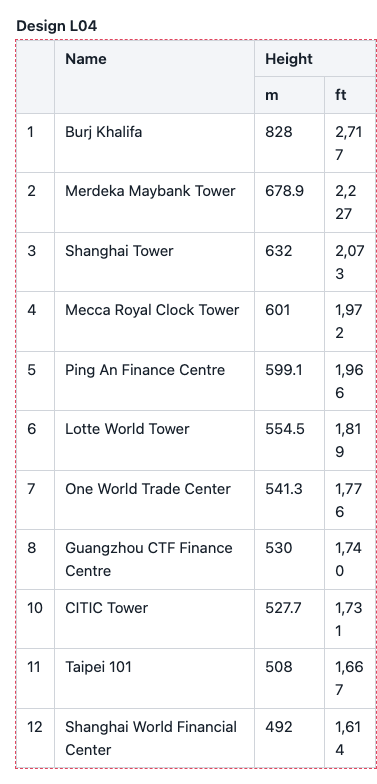 Design L04
Name Height
m ft
1 Burj Khalifa 828 2,71
7
2 Merdeka Maybank Tower 678.9 2,2
27
3 Shanghai Tower 632 2,07
3
4 Mecca Royal Clock Tower 601 1,97
2
5 Ping An Finance Centre 599.1 1,96
6
6 Lotte World Tower 554.5 1,81
9
7 One World Trade Center 541.3 1,77
6
8 Guangzhou CTF Finance 530 1,74
Centre 0
10 CITIC Tower 527.7 1,73
1
11 Taipei 101 508 1,66
7
12 Shanghai World Financial 492 1,61
Center 4